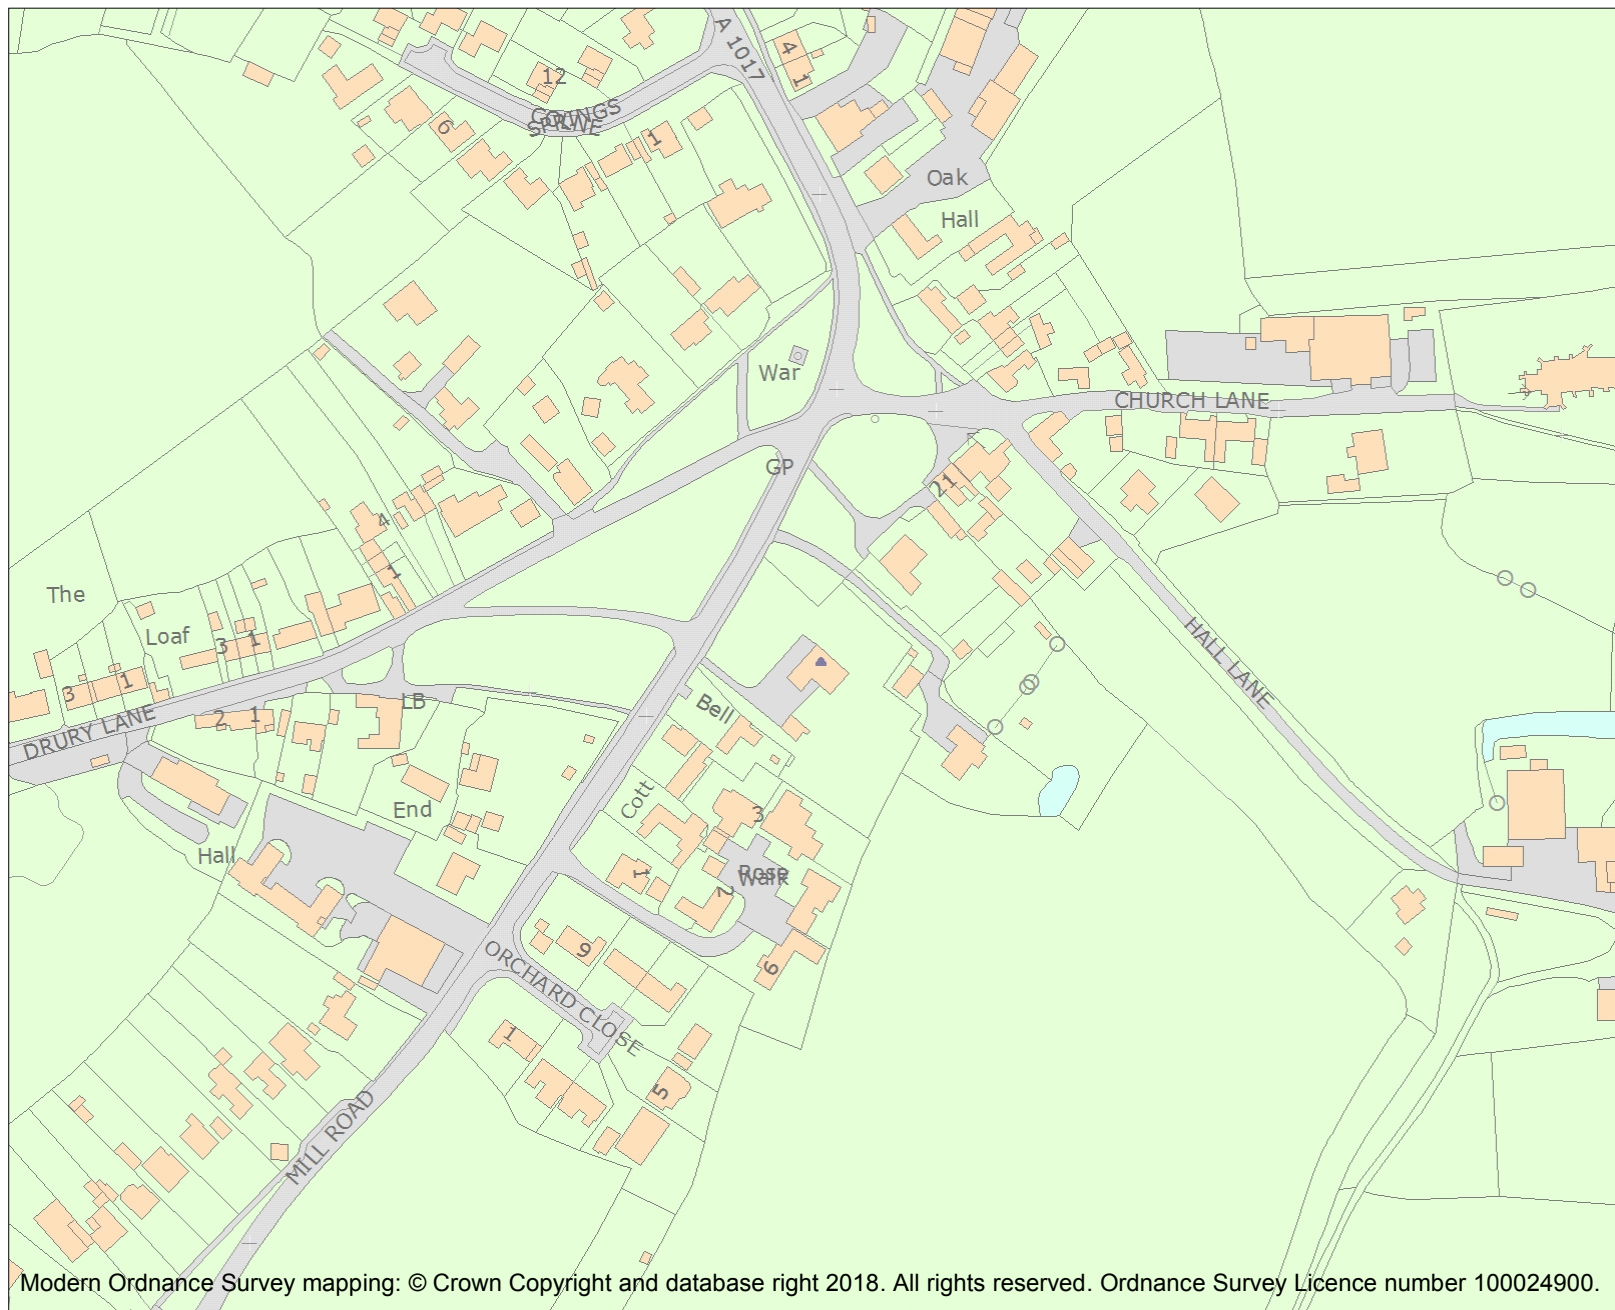 A 1017
4
1
12
COLNE
SPRINGS
6
1
Oak
Hall
War
CHURCH LANE
GP
21
4
1
The
Loaf
3
1
3
1
LB
2
1
DRURY LANE
HALL LANE
Bell
Cott
End
3
Hall
Rose
Walk
1
2
9
6
ORCHARD CLOSE
1
5
MILL ROAD
Modern Ordnance Survey mapping: © Crown Copyright and database right 2018. All rights reserved. Ordnance Survey Licence number 100024900.